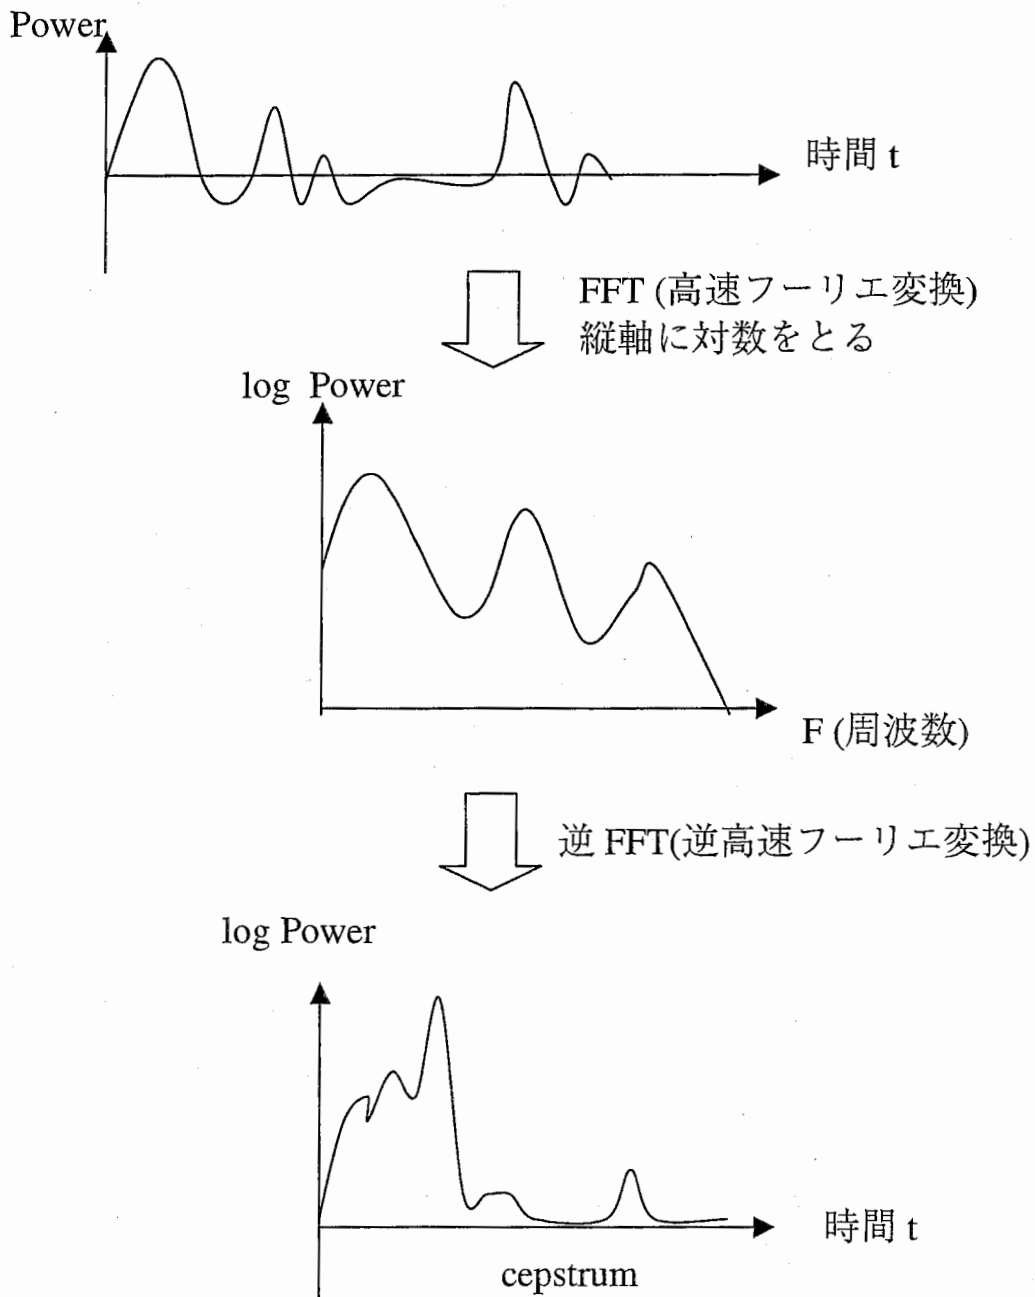 Power
時間 t
FFT (高速フーリエ変換)
縦軸に対数をとる
log Power
F (周波数)
逆 FFT(逆高速フーリエ変換)
log Power
時間 t
cepstrum